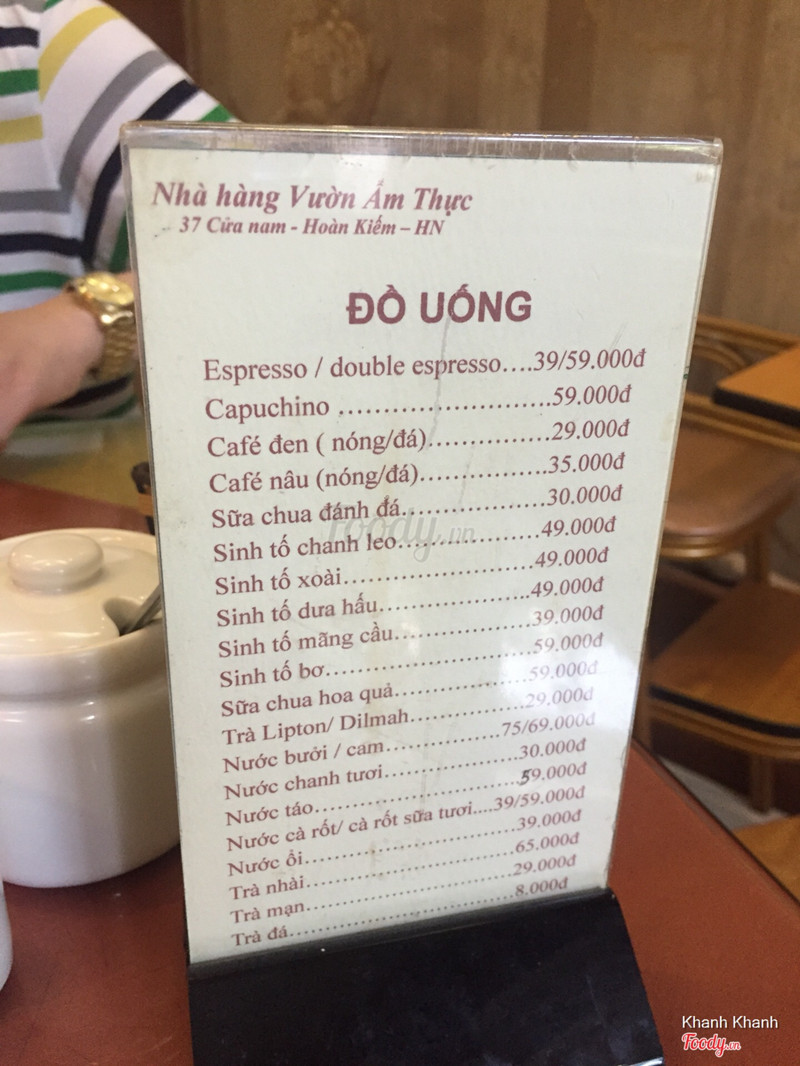 Nhà hàng Vườn Ẩm Thực
37 Cửa nam - Hoàn Kiếm – HN
ĐỒ UỐNG
Espresso / double espresso....39/59.000đ
Capuchino ..........................59.000đ
Café đen ( nóng/đá)...............29.000đ
Café nâu (nóng/đá)................35.000đ
Sữa chua đánh đá..................30.000đ
Sinh tố chanh leo..................49.000đ
Sinh tố xoài........................49.000đ
Sinh tố dưa hấu...................49.000đ
Sinh tố mãng cầu..................39.000đ
Sinh tố bơ..........................59.000đ
Sữa chua hoa quả..................59.000đ
Trà Lipton/ Dilmah................29.000đ
Nước bưởi / cam...............75/69.000đ
Nước chanh tươi...................30.000đ
Nước táo............................59.000đ
Nước cà rốt/ cà rốt sữa tươi....39/59.000đ
Nước ổi.............................39.000đ
Trà nhài............................65.000đ
Trà mạn.............................29.000đ
Trà đá...............................8.000đ
foody.vn
Khanh Khanh
Foody.vn